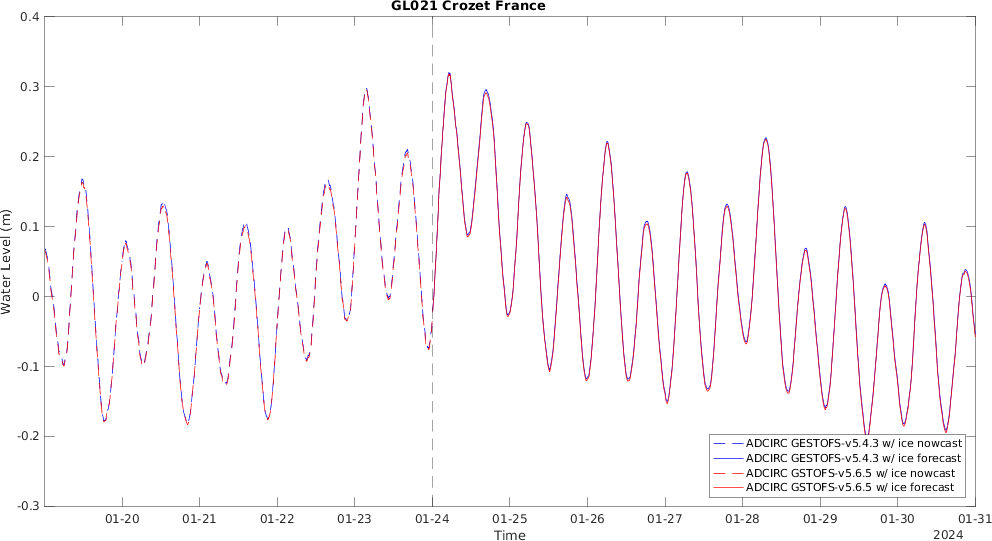 GL021 Crozet France
0.4
0.3
0.2
0.1
0
-0.1
-0.2
-0.3
Water Level (m)
ADCIRC GESTOFS-v5.4.3 w/ ice nowcast
ADCIRC GESTOFS-v5.4.3 w/ ice forecast
ADCIRC GSTOFS-v5.6.5 w/ ice nowcast
ADCIRC GSTOFS-v5.6.5 w/ ice forecast
01-20 01-21 01-22 01-23 01-24 01-25 01-26 01-27 01-28 01-29 01-30 01-31
Time
2024